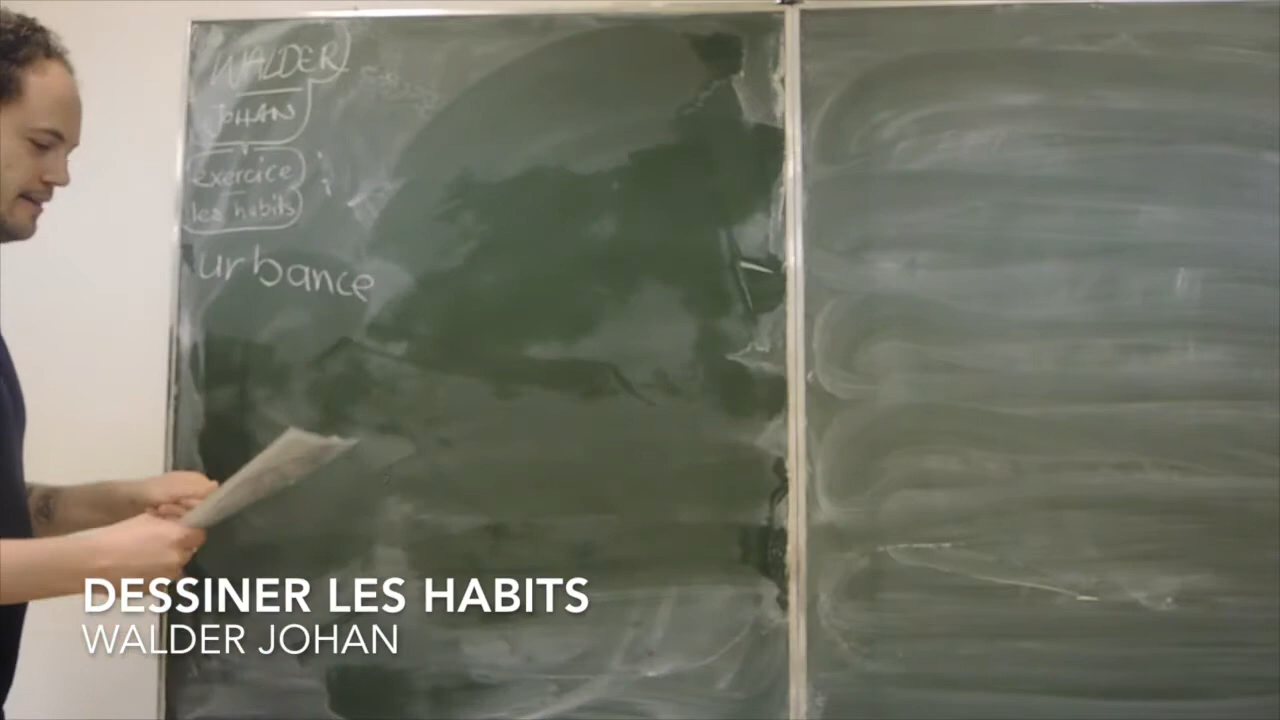 WALDER
JOHAN
exercice
les habits
urbance
DESSINER LES HABITS
WALDER JOHAN